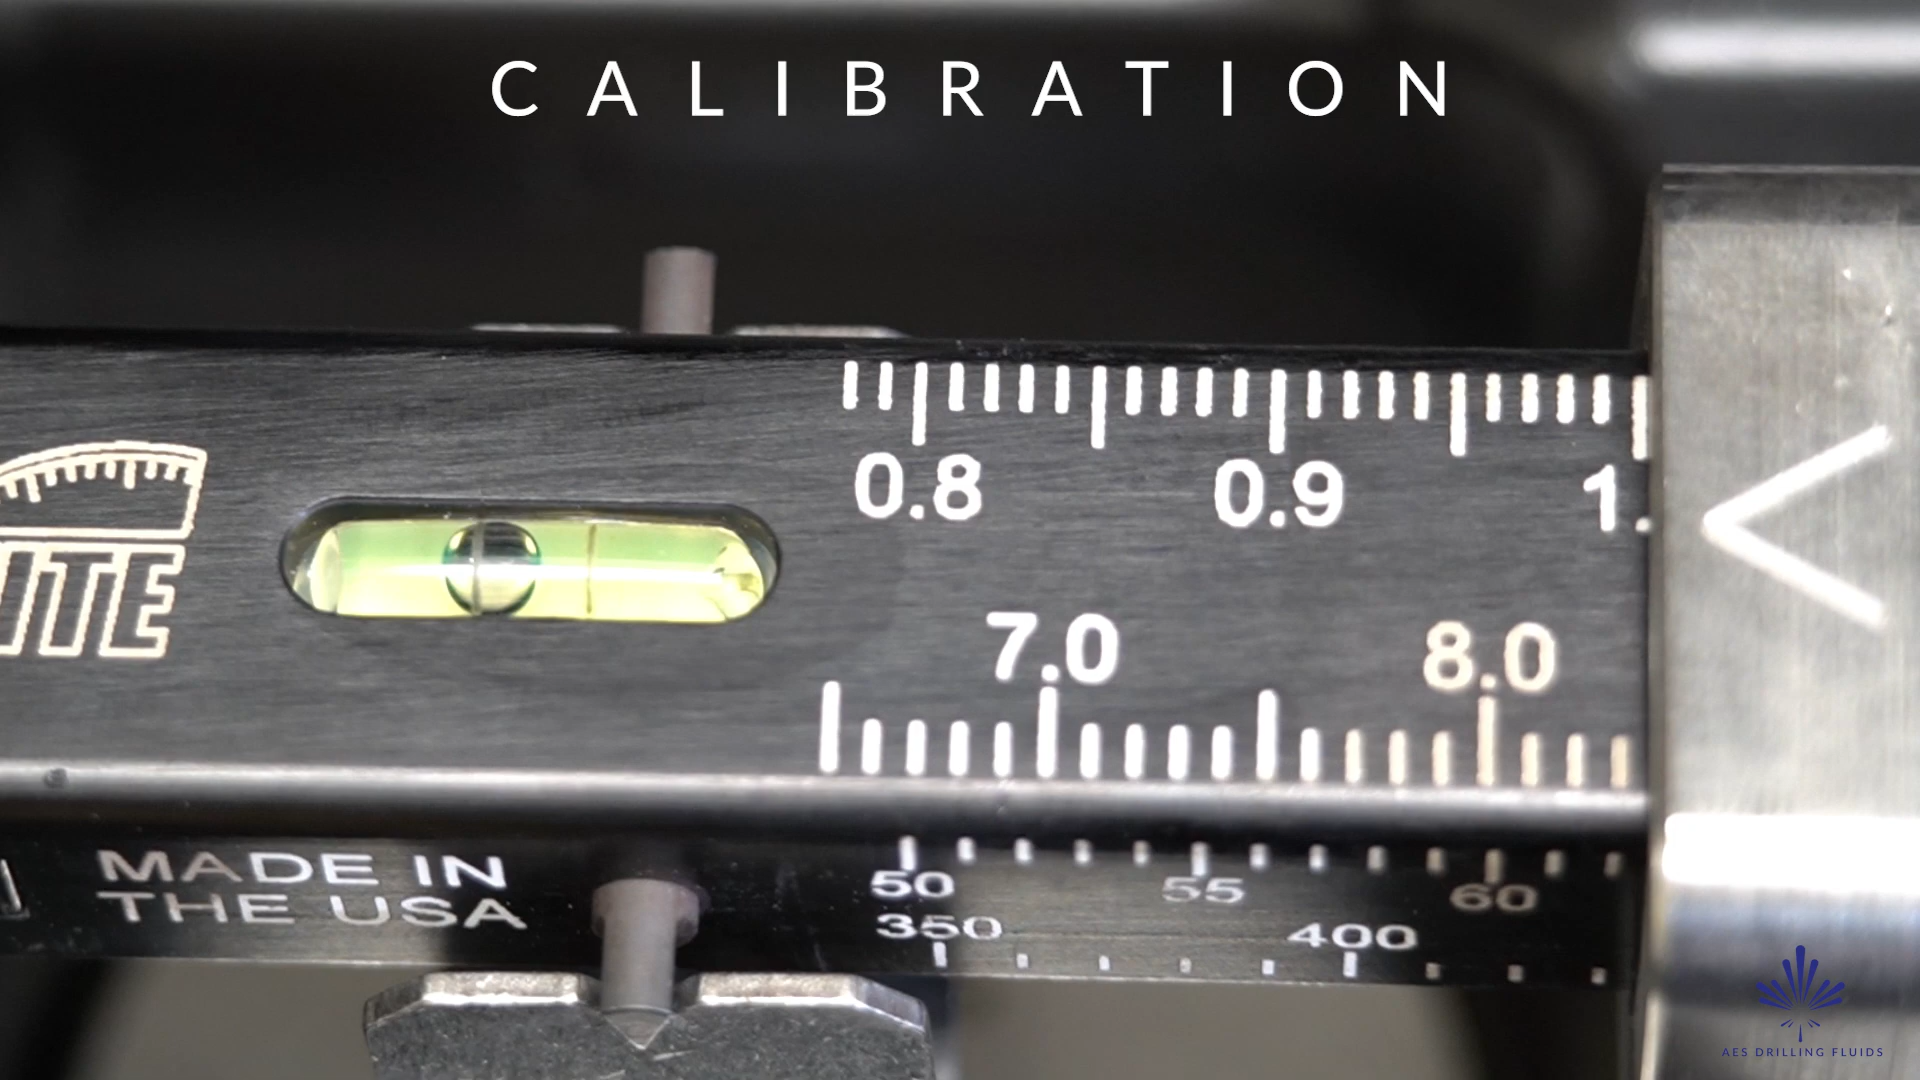 CALIBRATION
0.8 0.9 1.
ITE
7.0 8.0
MADE IN
THE USA
50 55 60
350 400
AES DRILLING FLUIDS